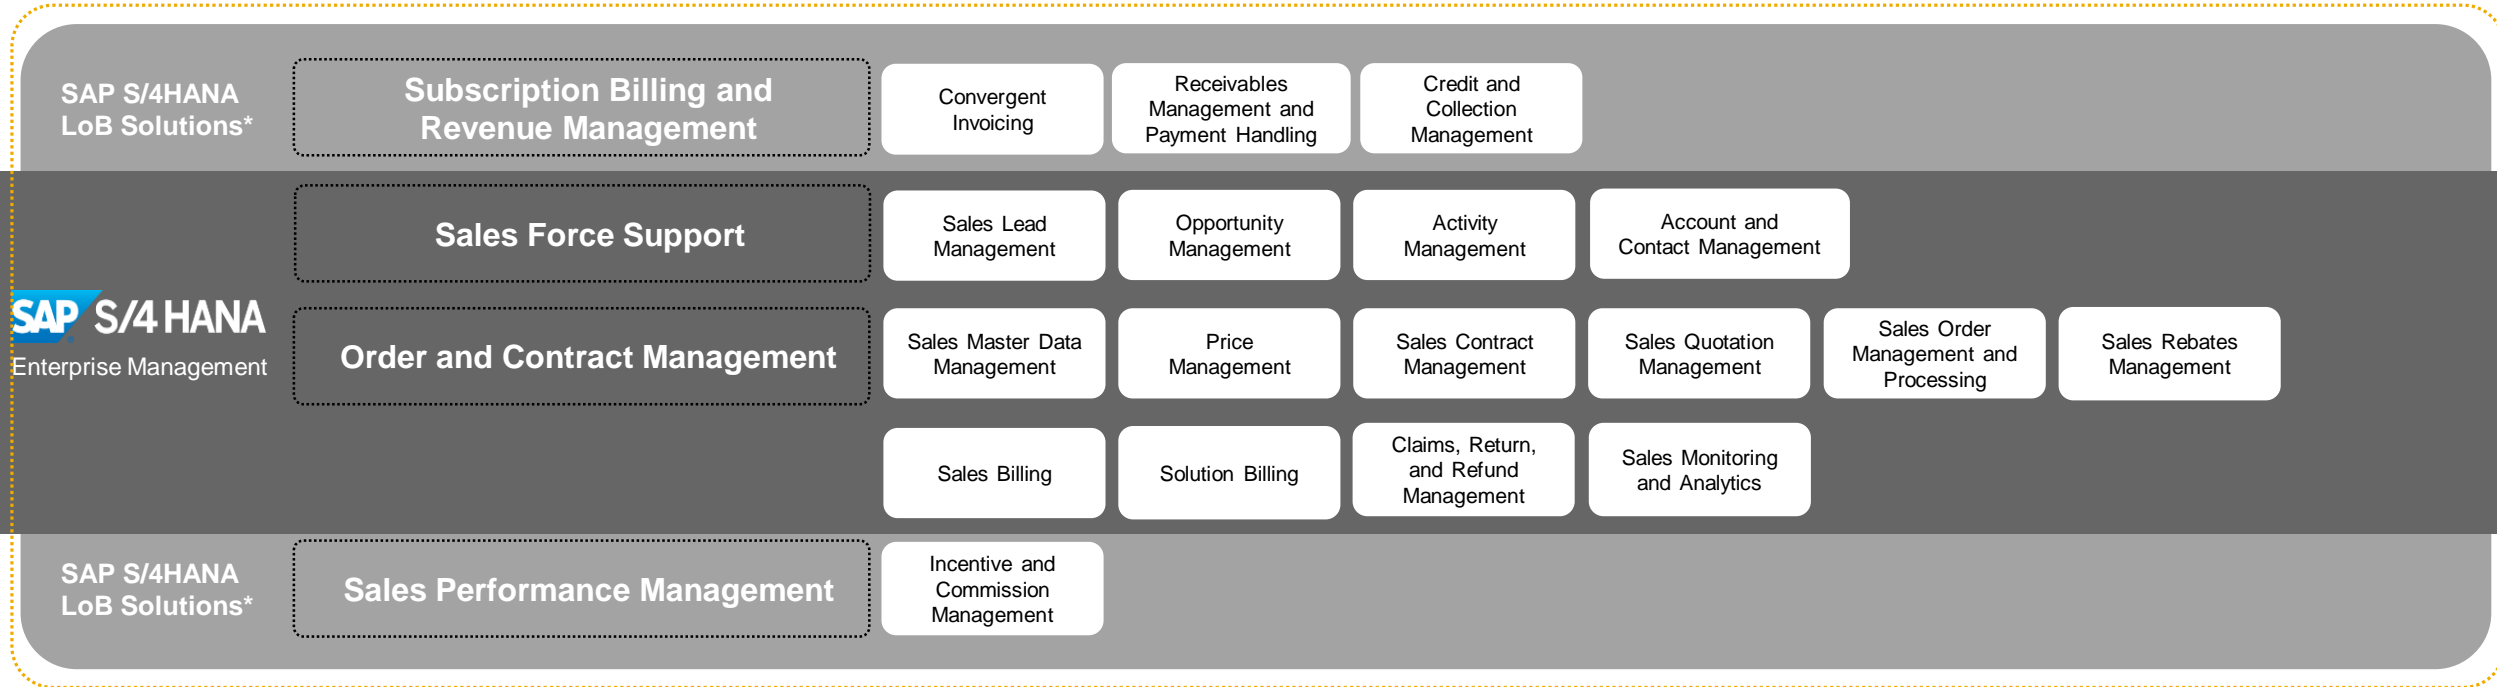 SAP S/4HANA
LoB Solutions*
Subscription Billing and
Revenue Management
Convergent
Invoicing
Receivables
Management and
Payment Handling
Credit and
Collection
Management
Sales Force Support
Sales Lead
Management
Opportunity
Management
Activity
Management
Account and
Contact Management
SAP S/4HANA
Enterprise Management
Order and Contract Management
Sales Master Data
Management
Price
Management
Sales Contract
Management
Sales Quotation
Management
Sales Order
Management and
Processing
Sales Rebates
Management
Sales Billing
Solution Billing
Claims, Return,
and Refund
Management
Sales Monitoring
and Analytics
SAP S/4HANA
LoB Solutions*
Sales Performance Management
Incentive and
Commission
Management